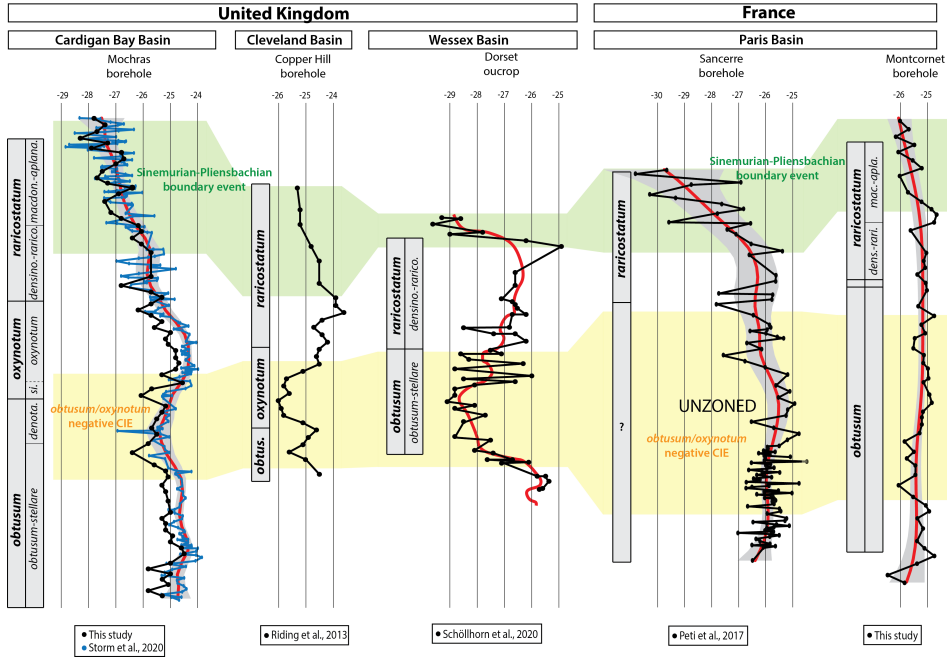 United Kingdom
France
Cardigan Bay Basin
Cleveland Basin
Wessex Basin
Paris Basin
Mochras
borehole
Copper Hill
borehole
Dorset
oucrop
Sancerre
borehole
Montcornet
borehole
-29 -28 -27 -26 -25 -24
-26 -25 -24
-29 -28 -27 -26 -25
-30 -28 -27 -26 -25
-26 -25
raricostatum
densino.-rarico.
macdon.-aplana.
oxynotum
oxynotum
si.
denota.
obtusum
obtusum-stellare
Sinemurian-Pliensbachian
boundary event
obtusum/oxynotum
negative CIE
raricostatum
oxynotum
obtus.
raricostatum
densino.-rarico.
obtusum
obtusum-stellare
raricostatum
?
Sinemurian-Pliensbachian
boundary event
UNZONED
obtusum/oxynotum
negative CIE
raricostatum
dens.-rari.
mac.-apla.
obtusum
This study
Storm et al., 2020
Riding et al., 2013
Schöllhorn et al., 2020
Peti et al., 2017
This study